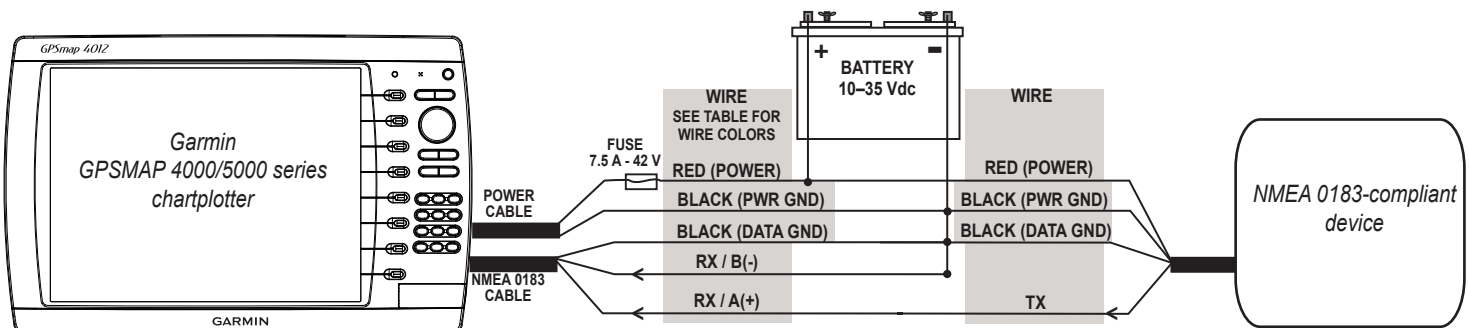 GPSmap 4012
Garmin
GPSMAP 4000/5000 series
chartplotter
GARMIN
POWER
CABLE
NMEA 0183
CABLE
FUSE
7.5 A - 42 V
WIRE
SEE TABLE FOR
WIRE COLORS
RED (POWER)
BLACK (PWR GND)
BLACK (DATA GND)
RX / B(-)
RX / A(+)
+
-
BATTERY
10–35 Vdc
WIRE
RED (POWER)
BLACK (PWR GND)
BLACK (DATA GND)
TX
NMEA 0183-compliant
device